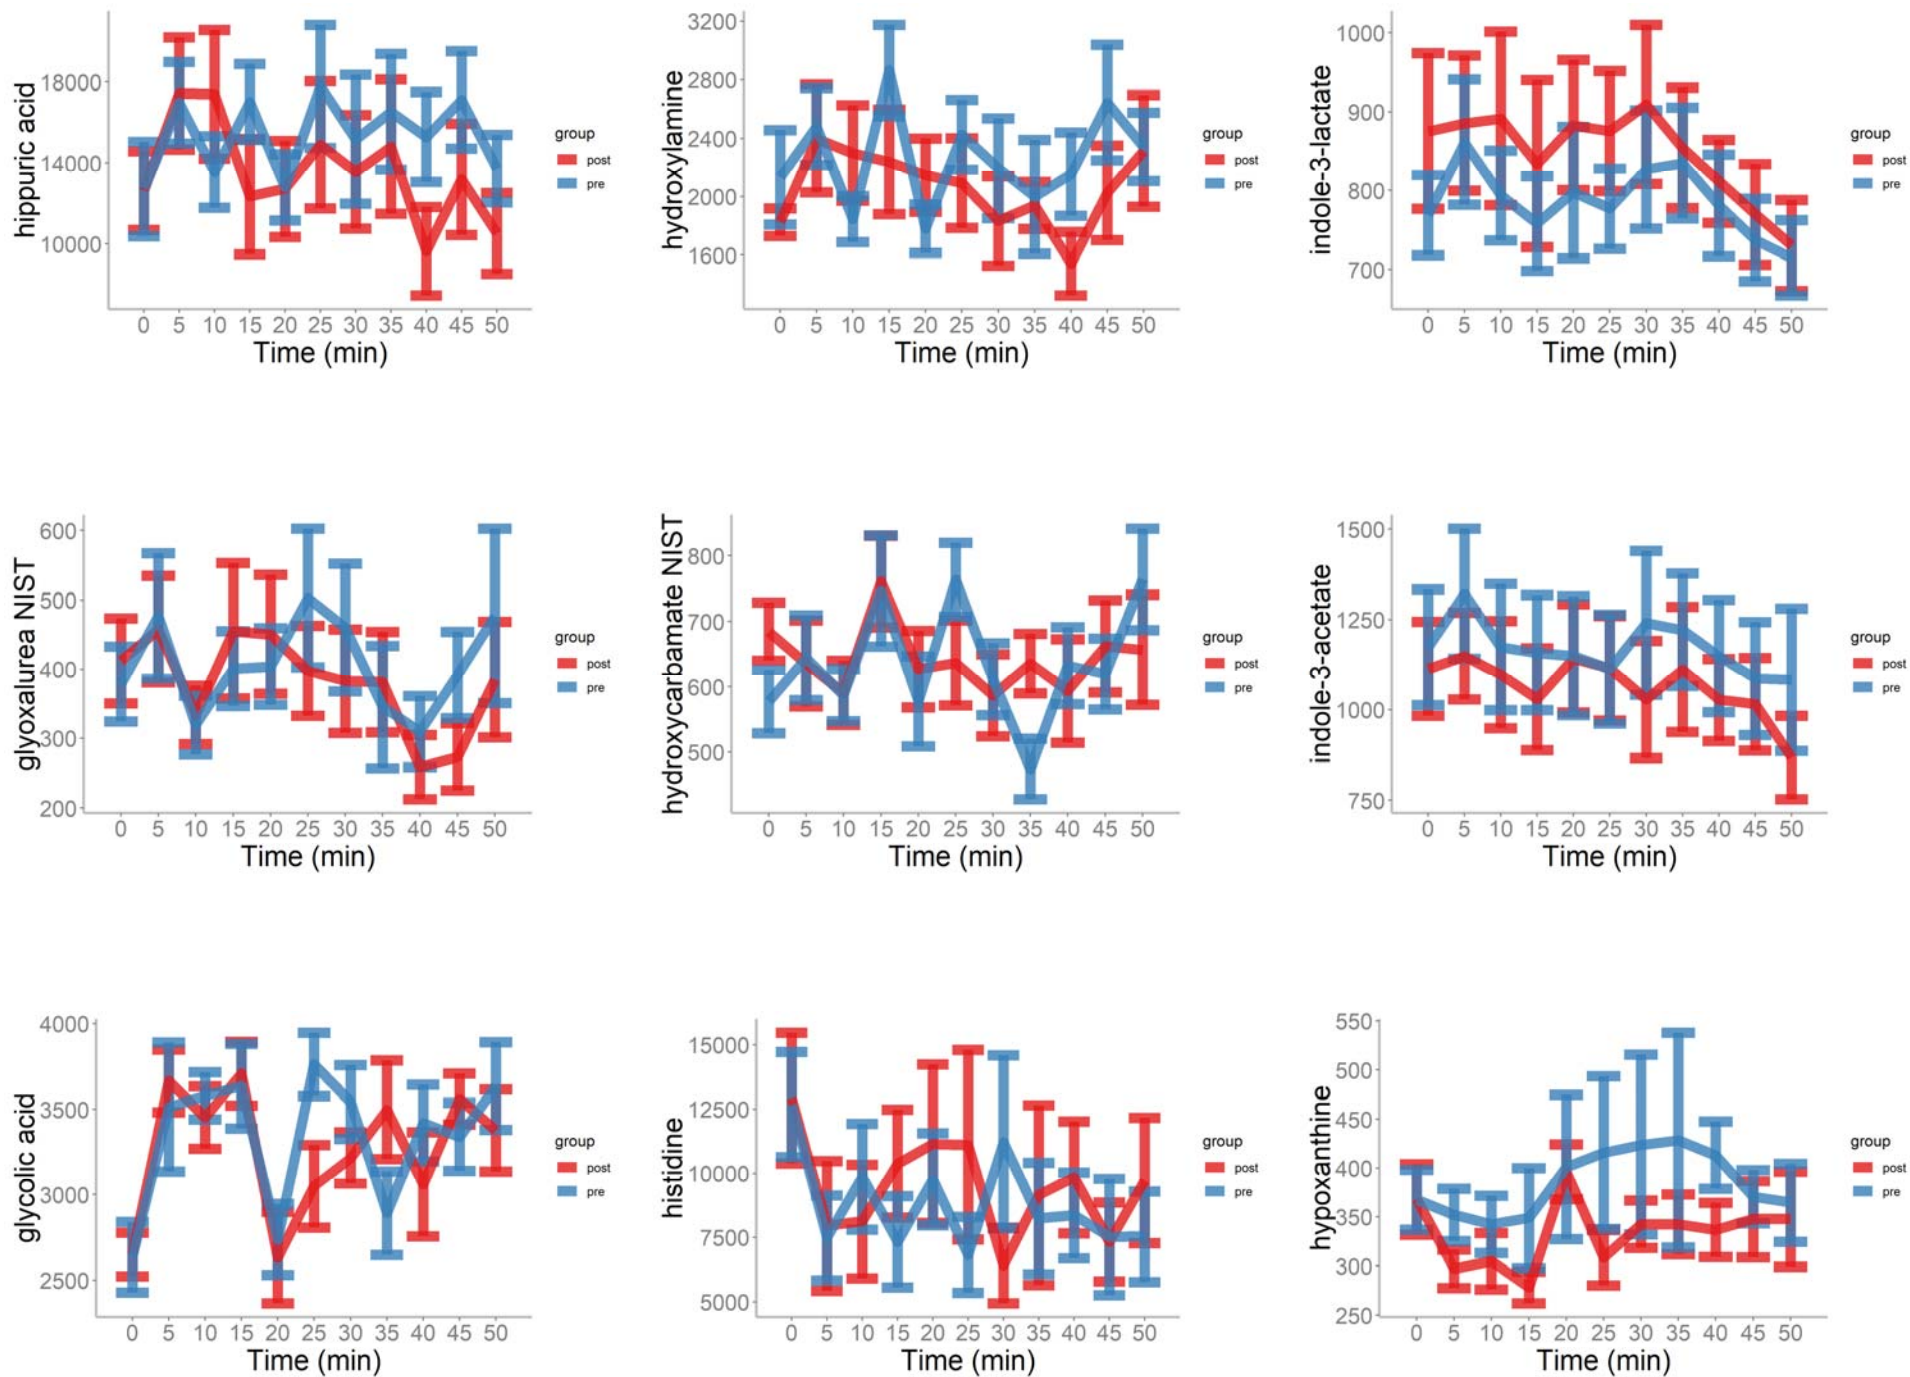 hippuric acid
18000
14000
10000
0 5 10 15 20 25 30 35 40 45 50
Time (min)
group
post
pre
hydroxylamine
3200
2800
2400
2000
1600
0 5 10 15 20 25 30 35 40 45 50
Time (min)
group
post
pre
indole-3-lactate
1000
900
800
700
0 5 10 15 20 25 30 35 40 45 50
Time (min)
group
post
pre
glyoxalurea NIST
600
500
400
300
200
0 5 10 15 20 25 30 35 40 45 50
Time (min)
group
post
pre
hydroxycarbamate NIST
800
700
600
500
0 5 10 15 20 25 30 35 40 45 50
Time (min)
group
post
pre
indole-3-acetate
1500
1250
1000
750
0 5 10 15 20 25 30 35 40 45 50
Time (min)
group
post
pre
glycolic acid
4000
3500
3000
2500
0 5 10 15 20 25 30 35 40 45 50
Time (min)
group
post
pre
histidine
15000
12500
10000
7500
5000
0 5 10 15 20 25 30 35 40 45 50
Time (min)
group
post
pre
hypoxanthine
550
500
450
400
350
300
250
0 5 10 15 20 25 30 35 40 45 50
Time (min)
group
post
pre